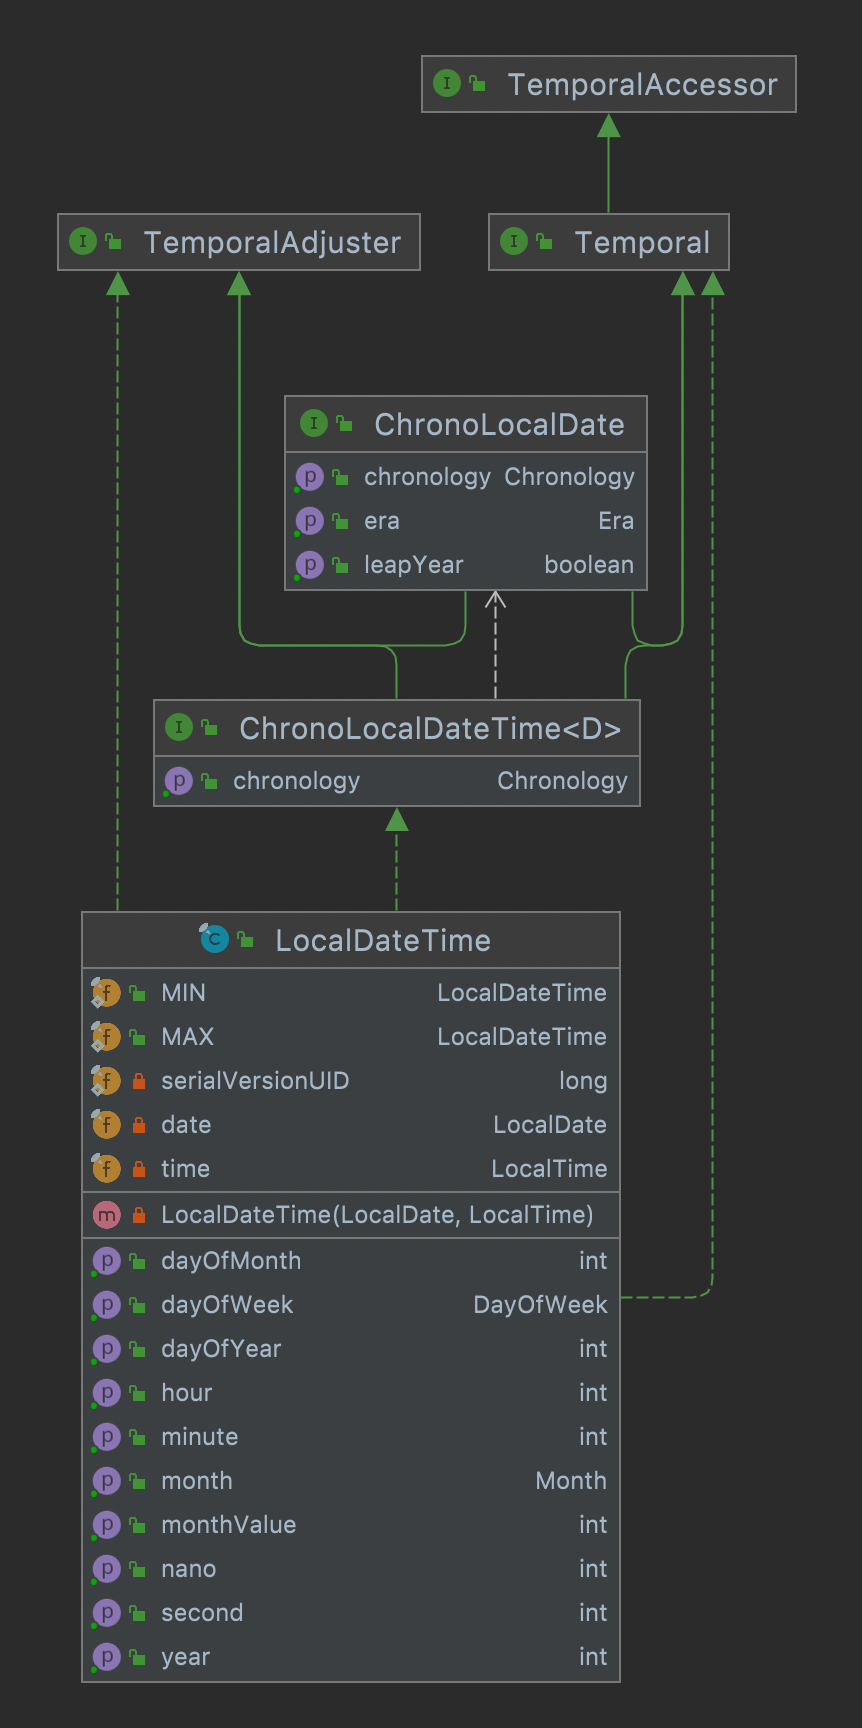 TemporalAccessor
TemporalAdjuster
Temporal
ChronoLocalDate
chronology Chronology
era Era
leapYear boolean
ChronoLocalDateTime<D>
chronology Chronology
LocalDateTime
MIN LocalDateTime
MAX LocalDateTime
serialVersionUID long
date LocalDate
time LocalTime
LocalDateTime(LocalDate, LocalTime)
dayOfMonth int
dayOfWeek DayOfWeek
dayOfYear int
hour int
minute int
month Month
monthValue int
nano int
second int
year int